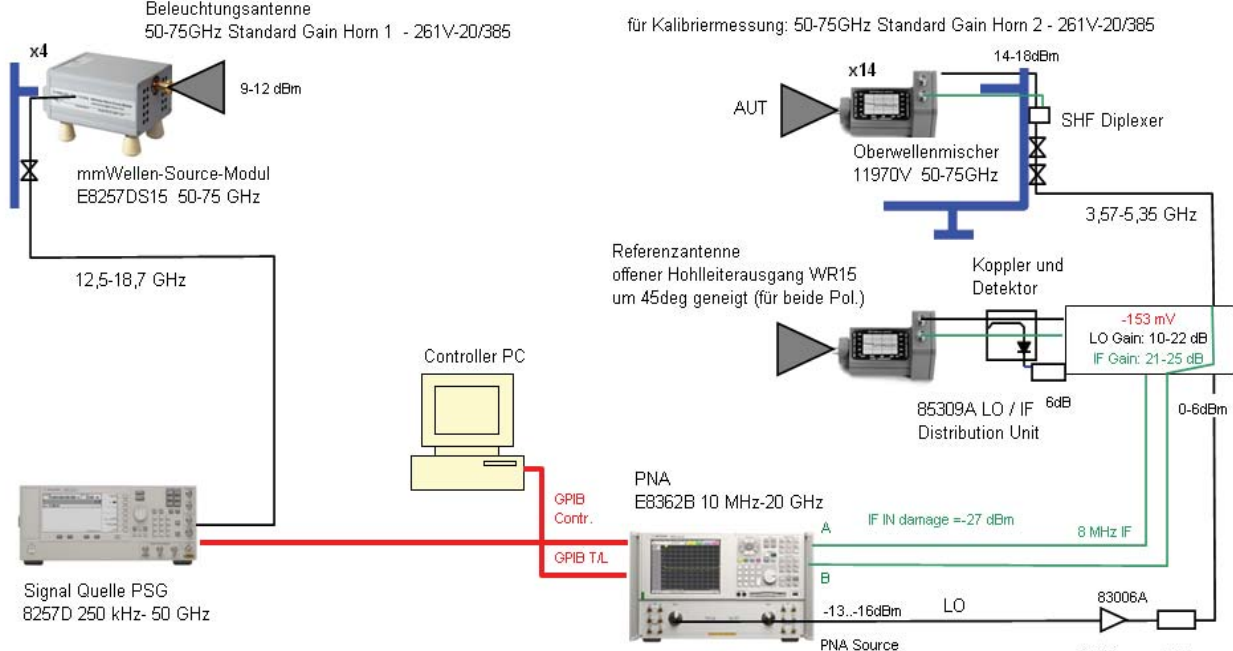 Beleuchtungsantenne
50-75GHz Standard Gain Horn 1 - 261V-20/385
für Kalibriermessung: 50-75GHz Standard Gain Horn 2 - 261V-20/385
x4
9-12 dBm
mmWellen-Source-Modul
E8257DS15 50-75 GHz
12,5-18,7 GHz
14-18dBm
x14
AUT
SHF Diplexer
Oberwellenmischer
11970V 50-75GHz
3,57-5,35 GHz
Referenzantenne
offener Hohlleiterausgang WR15
um 45deg geneigt (für beide Pol.)
Koppler und
Detektor
-153 mV
LO Gain: 10-22 dB
IF Gain: 21-25 dB
6dB
85309A LO / IF
Distribution Unit
0-6dBm
Controller PC
GPIB
Contr.
GPIB T/L
PNA
E8362B 10 MHz-20 GHz
A
IF IN damage =-27 dBm
8 MHz IF
B
Signal Quelle PSG
8257D 250 kHz- 50 GHz
-13..-16dBm
LO
83006A
PNA Source